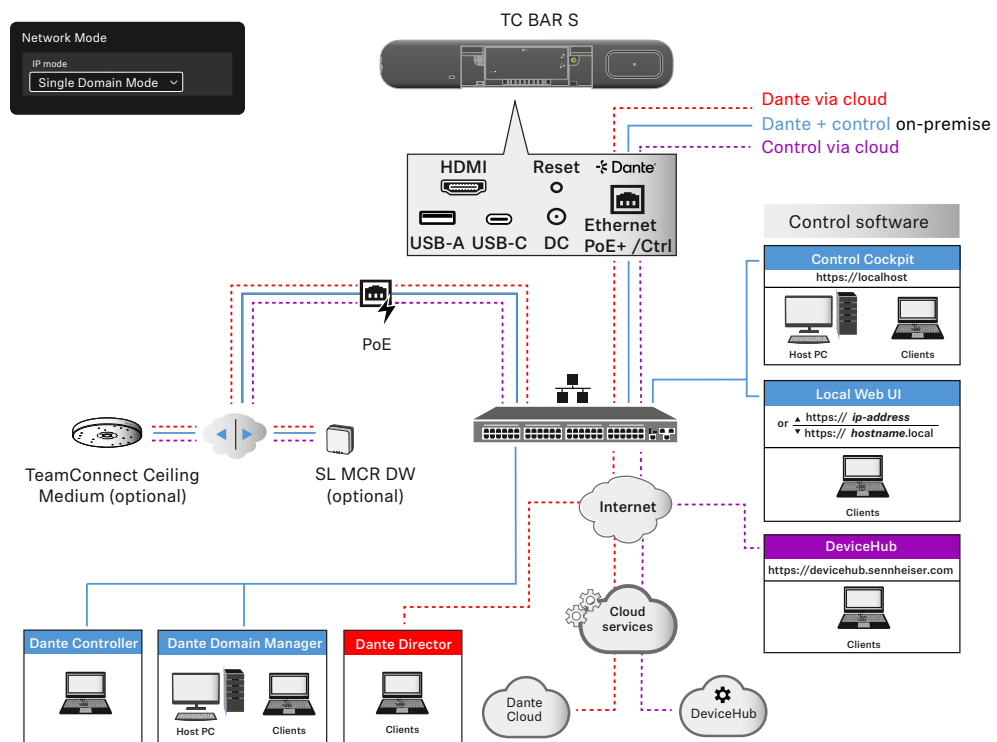 TC BAR S
Network Mode
IP mode
Single Domain Mode
Dante via cloud
Dante + control on-premise
Control via cloud
HDMI
Reset
Dante
USB-A
USB-C
DC
Ethernet
PoE+ /Ctrl
Control software
Control Cockpit
https://localhost
Host PC
Clients
PoE
Local Web UI
or
https:// ip-address
https:// hostname.local
Clients
TeamConnect Ceiling
Medium (optional)
SL MCR DW
(optional)
Internet
DeviceHub
https://devicehub.sennheiser.com
Clients
Cloud
services
Dante Controller
Dante Domain Manager
Host PC
Clients
Dante Director
Clients
Dante
Cloud
DeviceHub